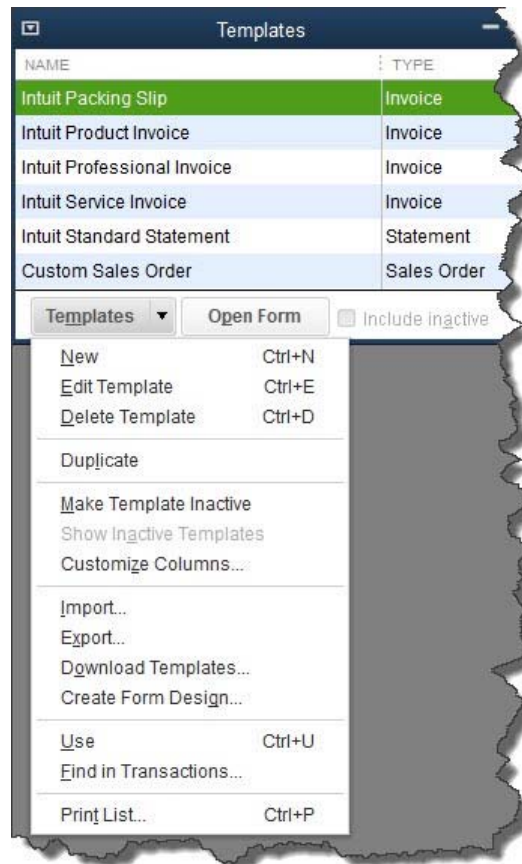 Templates
NAME TYPE
Intuit Packing Slip Invoice
Intuit Product Invoice Invoice
Intuit Professional Invoice Invoice
Intuit Service Invoice Invoice
Intuit Standard Statement Statement
Custom Sales Order Sales Order
Templates Open Form Include inactive
New Ctrl+N
Edit Template Ctrl+E
Delete Template Ctrl+D
Duplicate
Make Template Inactive
Show Inactive Templates
Customize Columns...
Import...
Export...
Download Templates...
Create Form Design...
Use Ctrl+U
Find in Transactions...
Print List... Ctrl+P